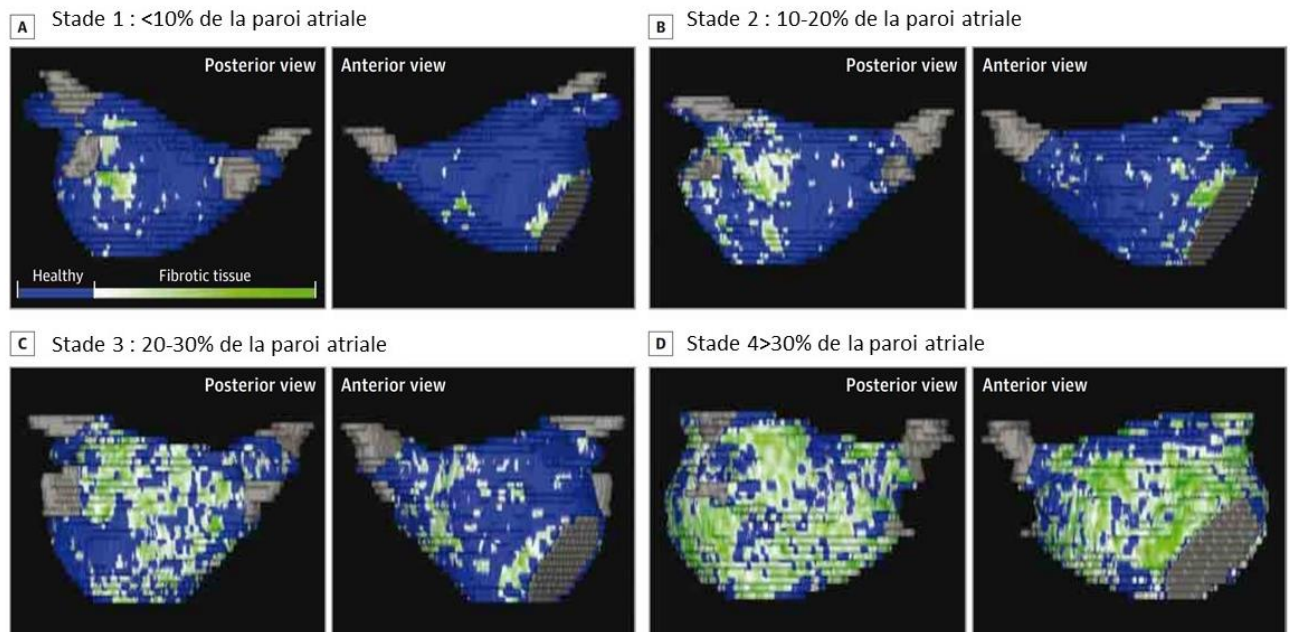 A Stade 1 : <10% de la paroi atriale
Posterior view
Anterior view
Healthy
Fibrotic tissue
B Stade 2 : 10-20% de la paroi atriale
Posterior view
Anterior view
C Stade 3 : 20-30% de la paroi atriale
Posterior view
Anterior view
D Stade 4>30% de la paroi atriale
Posterior view
Anterior view